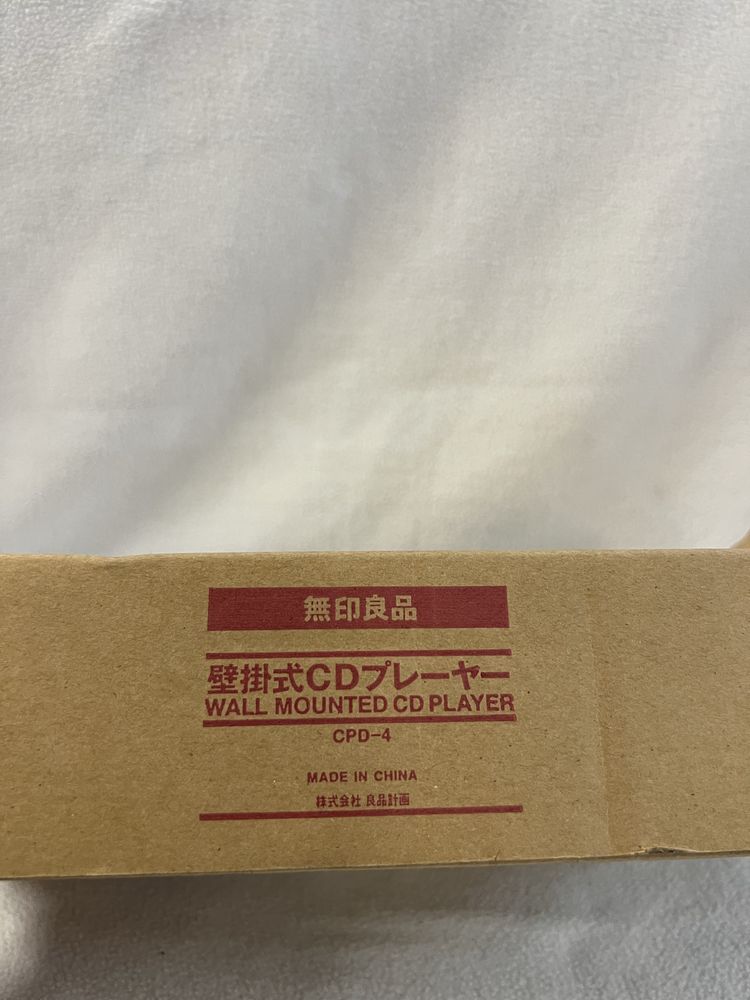 無印良品
壁掛式CDプレーヤー
WALL MOUNTED CD PLAYER
CPD-4
MADE IN CHINA
株式会社 良品計画